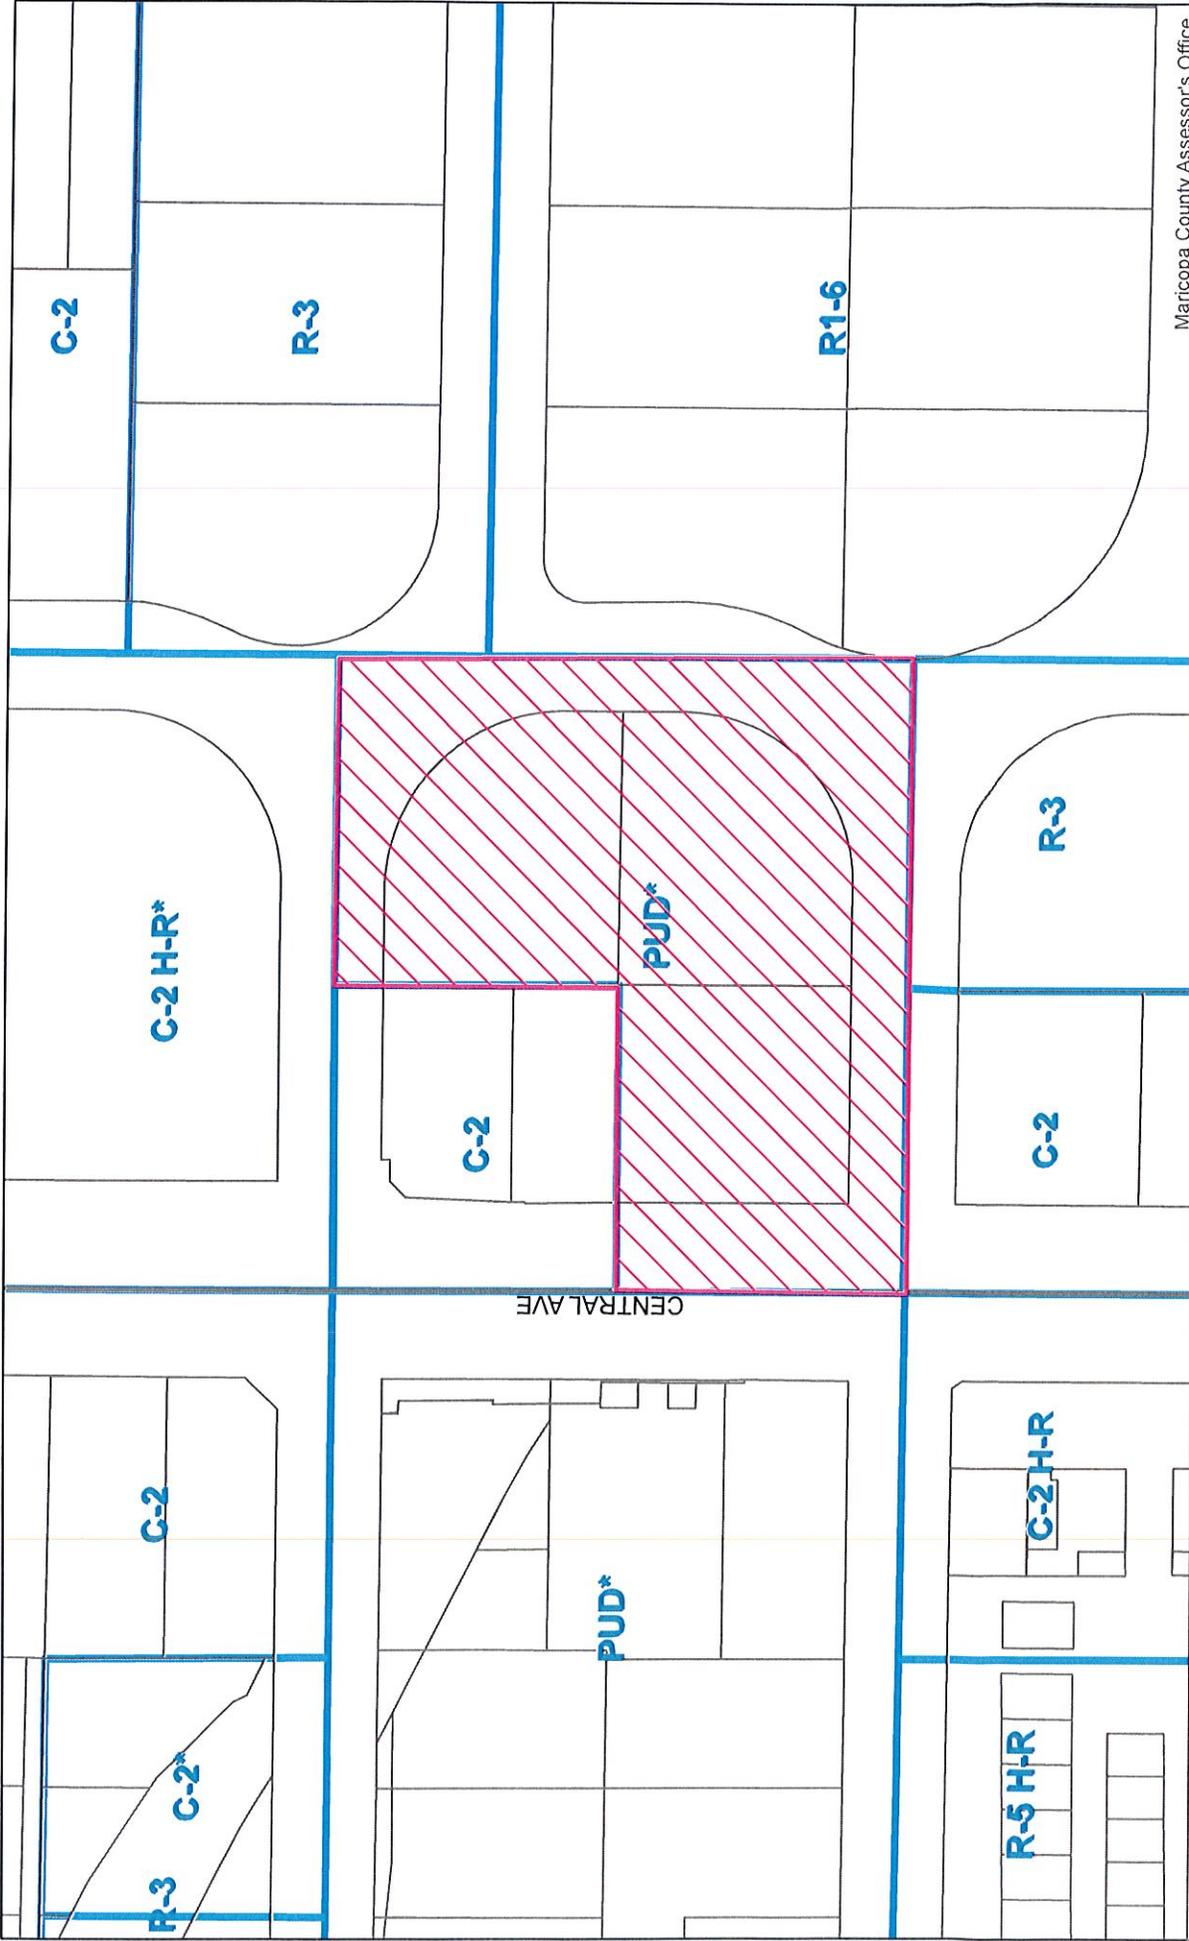 C-2
R-3
R1-6
Maricopa County Assessor's Office
C-2 H-R*
PUD*
R-3
C-2
C-2
CENTRAL AVE
C-2
C-2 H-R
PUD*
C-2*
R-3
R-5 H-R